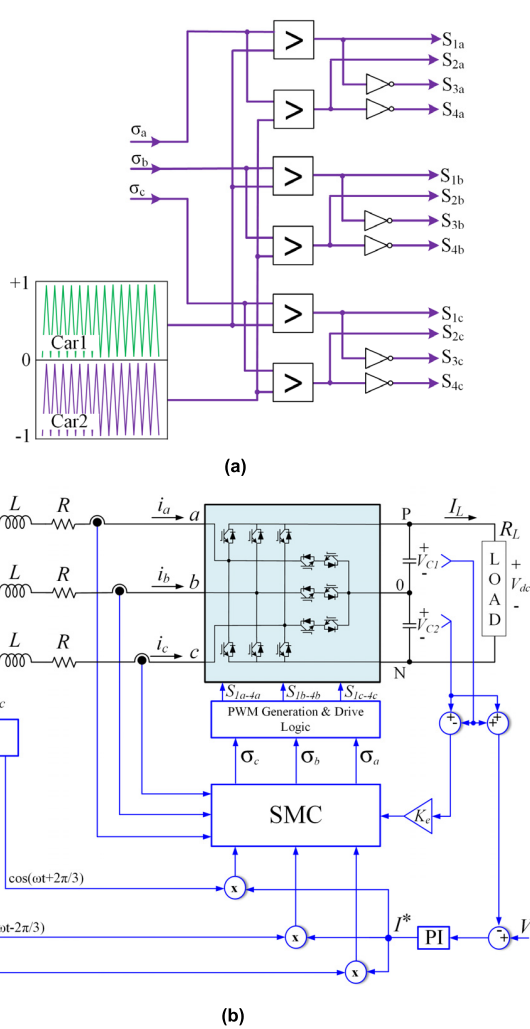 σa
σb
σc
+1
Car1
0
Car2
-1
>
>
>
>
>
>
S1a
S2a
S3a
S4a
S1b
S2b
S3b
S4b
S1c
S2c
S3c
S4c
(a)
L R ia a P IL RL
+ VC1 - LOAD + Vdc -
L R ib b 0
+ VC2 -
L R ic c N
S1a-4a S1b-4b S1c-4c
PWM Generation & Drive
Logic
σc σb σa
c
+ -
+ +
SMC Ke
cos(ωt+2π/3)
x
ωt-2π/3)
x I* PI - + V
x
(b)